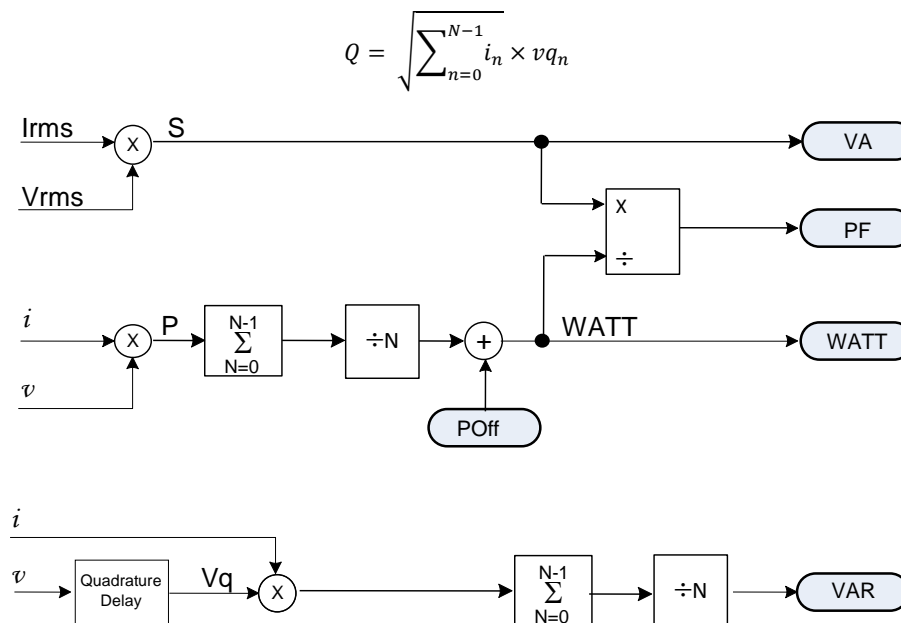 Q = √∑_{n=0}^{N−1} i_n × vq_n
Irms
X
S
VA
Vrms
X
÷
PF
i
X
P
N-1
∑
N=0
÷N
+
WATT
WATT
v
POff
i
v
Quadrature
Delay
Vq
X
N-1
∑
N=0
÷N
VAR